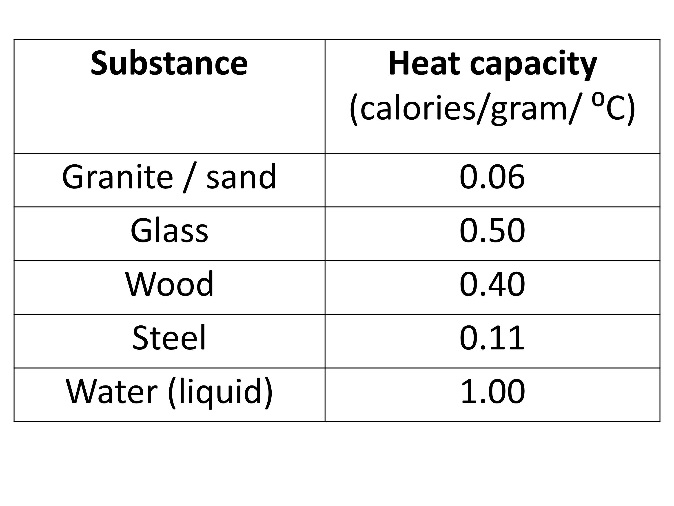 Substance Heat capacity
(calories/gram/ ⁰C)
Granite / sand 0.06
Glass 0.50
Wood 0.40
Steel 0.11
Water (liquid) 1.00